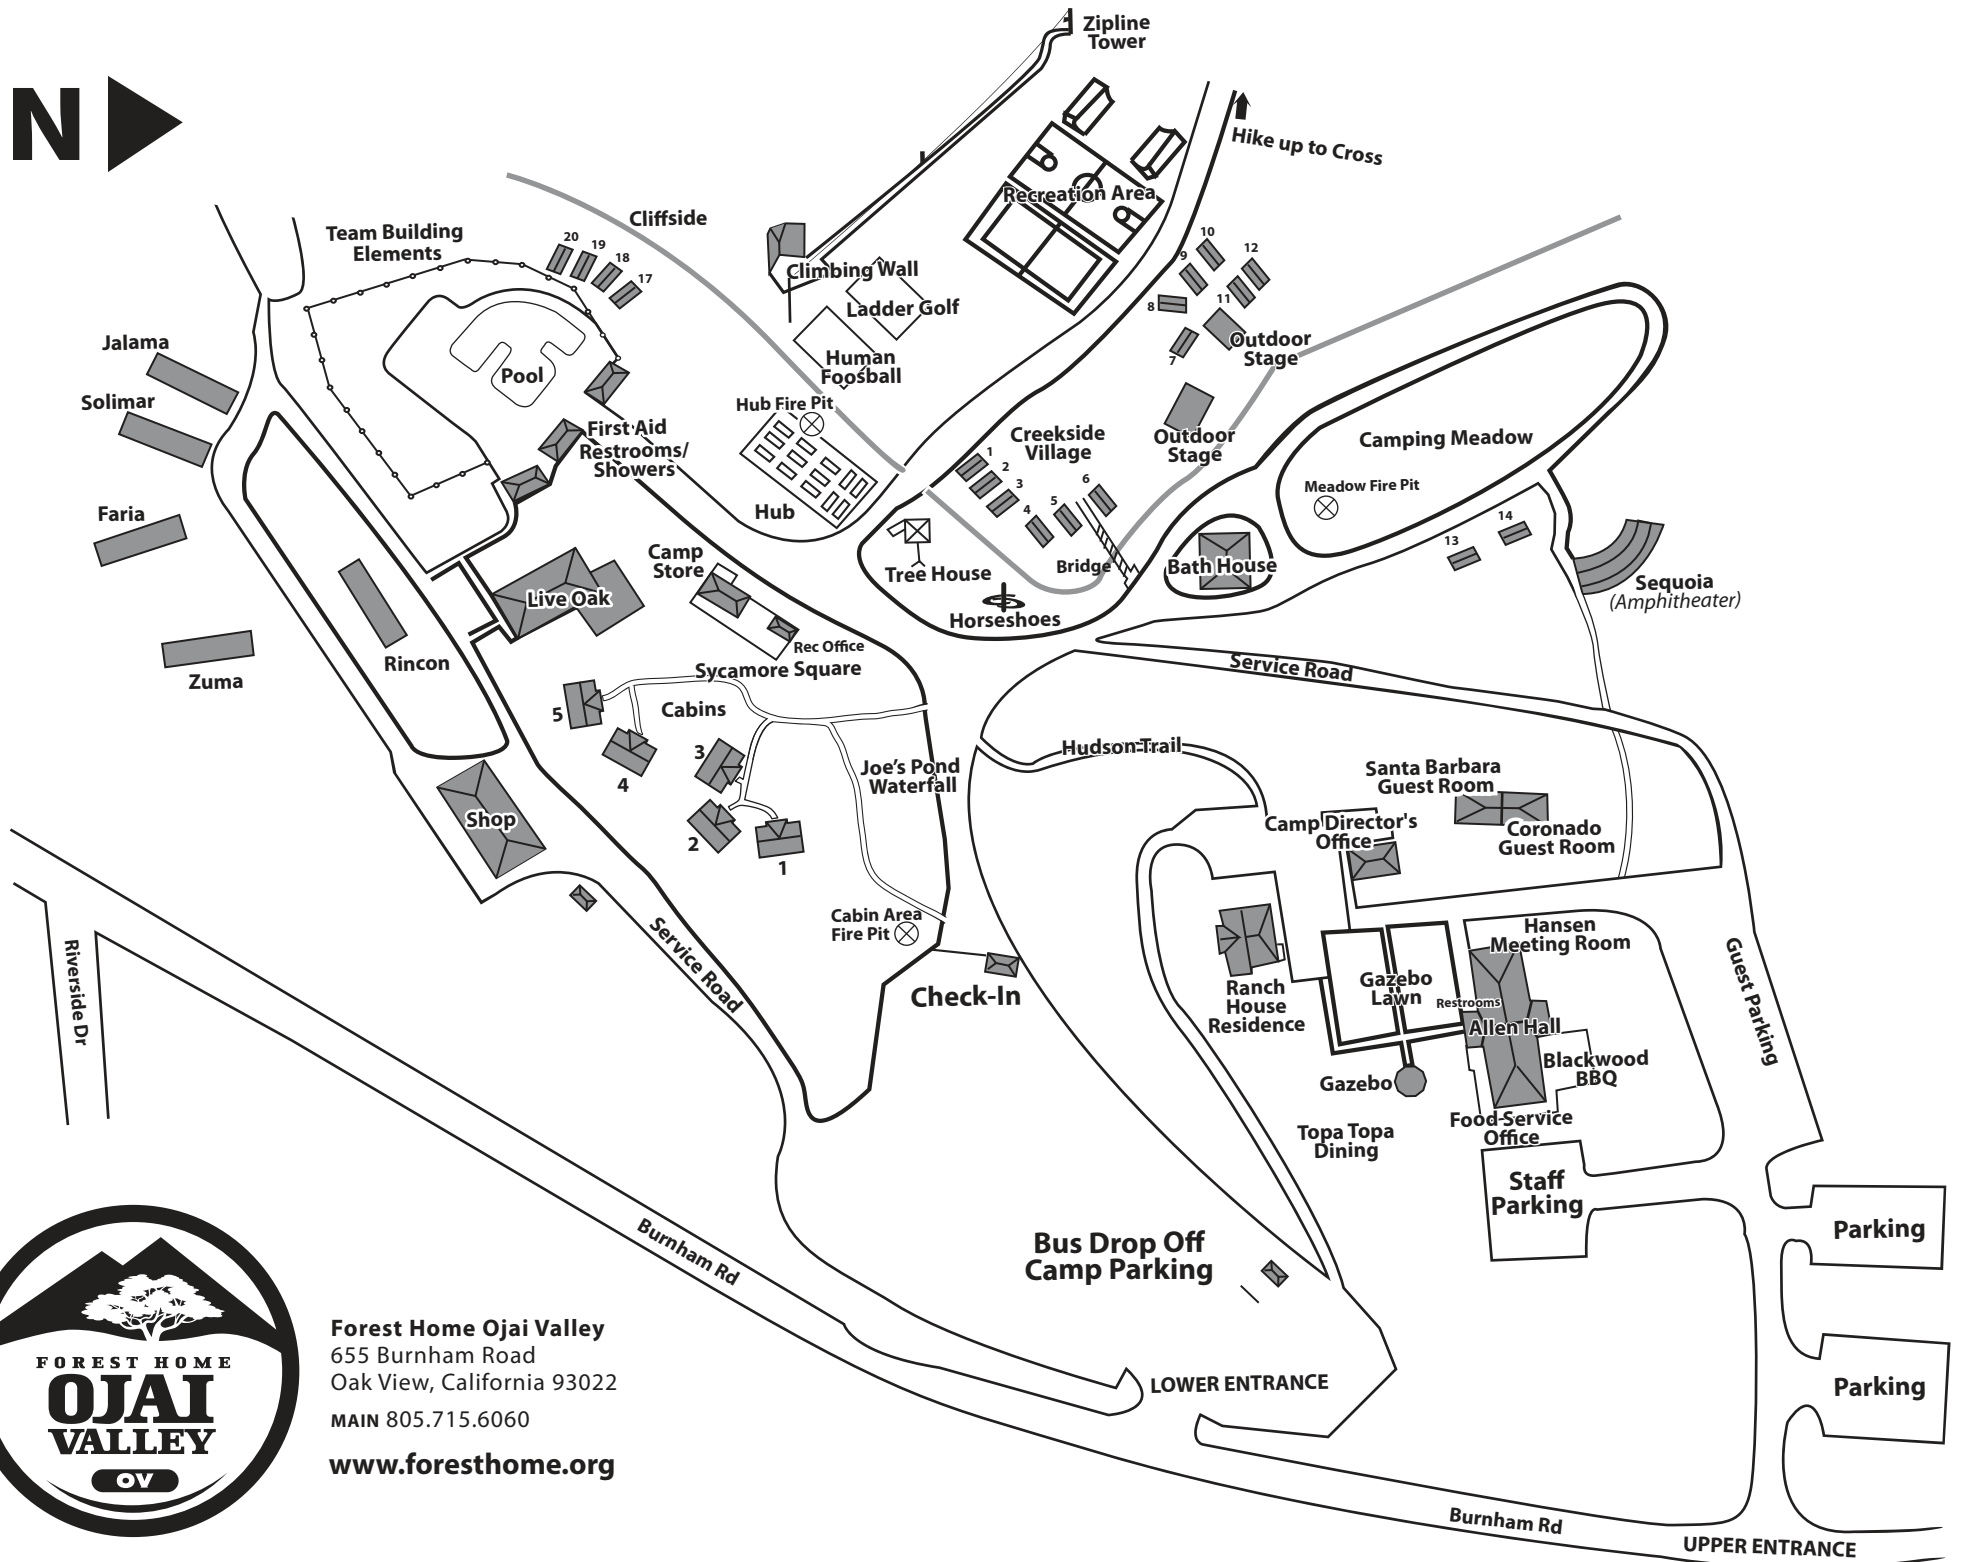 N
Zipline
Tower
Hike up to Cross
Recreation Area
Cliffside
Team Building
Elements
20
19
18
17
Climbing Wall
Ladder Golf
Human
Foosball
10
9
12
8
11
7
Outdoor
Stage
Outdoor
Stage
Jalama
Solimar
Faria
Zuma
Pool
First Aid
Restrooms/
Showers
Hub Fire Pit
Hub
Creekside
Village
1
2
3
4
5
6
Bridge
Camping Meadow
Meadow Fire Pit
13
14
Bath House
Sequoia
(Amphitheater)
Tree House
Horseshoes
Camp
Store
Live Oak
Rec Office
Sycamore Square
Rincon
Service Road
Cabins
5
4
3
2
1
Joe's Pond
Waterfall
Hudson Trail
Shop
Santa Barbara
Guest Room
Camp Director's
Office
Coronado
Guest Room
Cabin Area
Fire Pit
Check-In
Service Road
Riverside Dr
Ranch
House
Residence
Gazebo
Lawn
Hansen
Meeting Room
Restrooms
Allen Hall
Blackwood
BBQ
Gazebo
Food Service
Office
Topa Topa
Dining
Guest Parking
Staff
Parking
Parking
Parking
Bus Drop Off
Camp Parking
Burnham Rd
LOWER ENTRANCE
Burnham Rd
UPPER ENTRANCE
FOREST HOME
OJAI
VALLEY
OV
Forest Home Ojai Valley
655 Burnham Road
Oak View, California 93022
MAIN 805.715.6060
www.foresthome.org